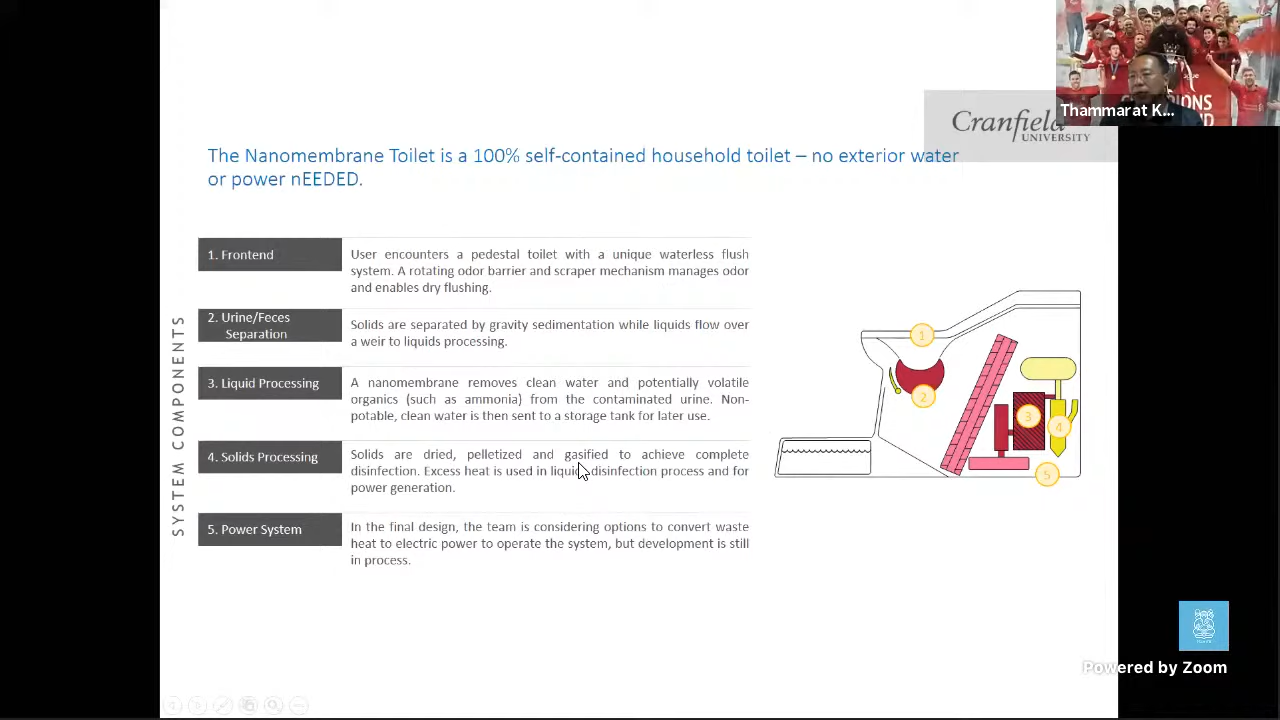 Thammarat K...
Cranfield
UNIVERSITY
The Nanomembrane Toilet is a 100% self-contained household toilet – no exterior water
or power nEEDED.
SYSTEM COMPONENTS
1. Frontend
User encounters a pedestal toilet with a unique waterless flush
system. A rotating odor barrier and scraper mechanism manages odor
and enables dry flushing.
2. Urine/Feces
Separation
Solids are separated by gravity sedimentation while liquids flow over
a weir to liquids processing.
3. Liquid Processing
A nanomembrane removes clean water and potentially volatile
organics (such as ammonia) from the contaminated urine. Non-
potable, clean water is then sent to a storage tank for later use.
4. Solids Processing
Solids are dried, pelletized and gasified to achieve complete
disinfection. Excess heat is used in liquid disinfection process and for
power generation.
5. Power System
In the final design, the team is considering options to convert waste
heat to electric power to operate the system, but development is still
in process.
1
2
3
4
5
Powered by Zoom